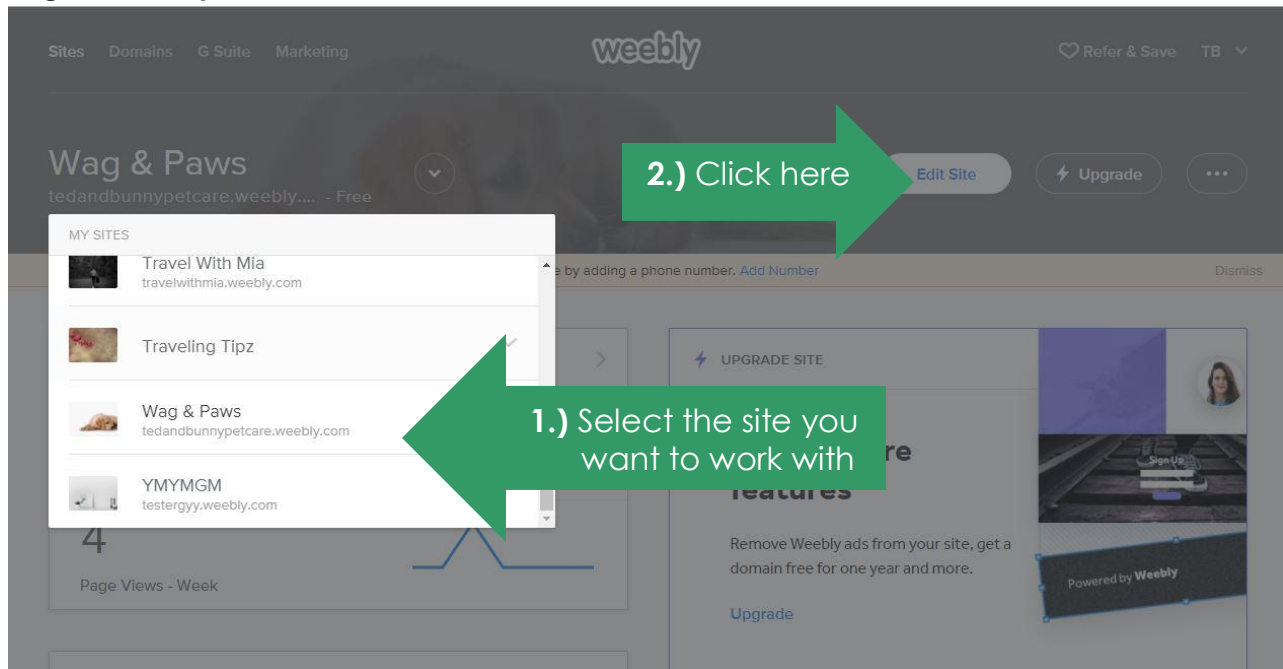 Sites Domains G Suite Marketing weebly Refer & Save TB
Wag & Paws
tedandbunnypetcare.weebly.... - Free
2.) Click here
Edit Site
Upgrade
MY SITES
Travel With Mia
travelwithmia.weebly.com
e by adding a phone number. Add Number
Dismiss
Traveling Tipz
UPGRADE SITE
Wag & Paws
tedandbunnypetcare.weebly.com
1.) Select the site you
want to work with
re
features
Sign Up
YMYMGM
testergyy.weebly.com
4
Page Views - Week
Remove Weebly ads from your site, get a
domain free for one year and more.
Upgrade
Powered by Weebly